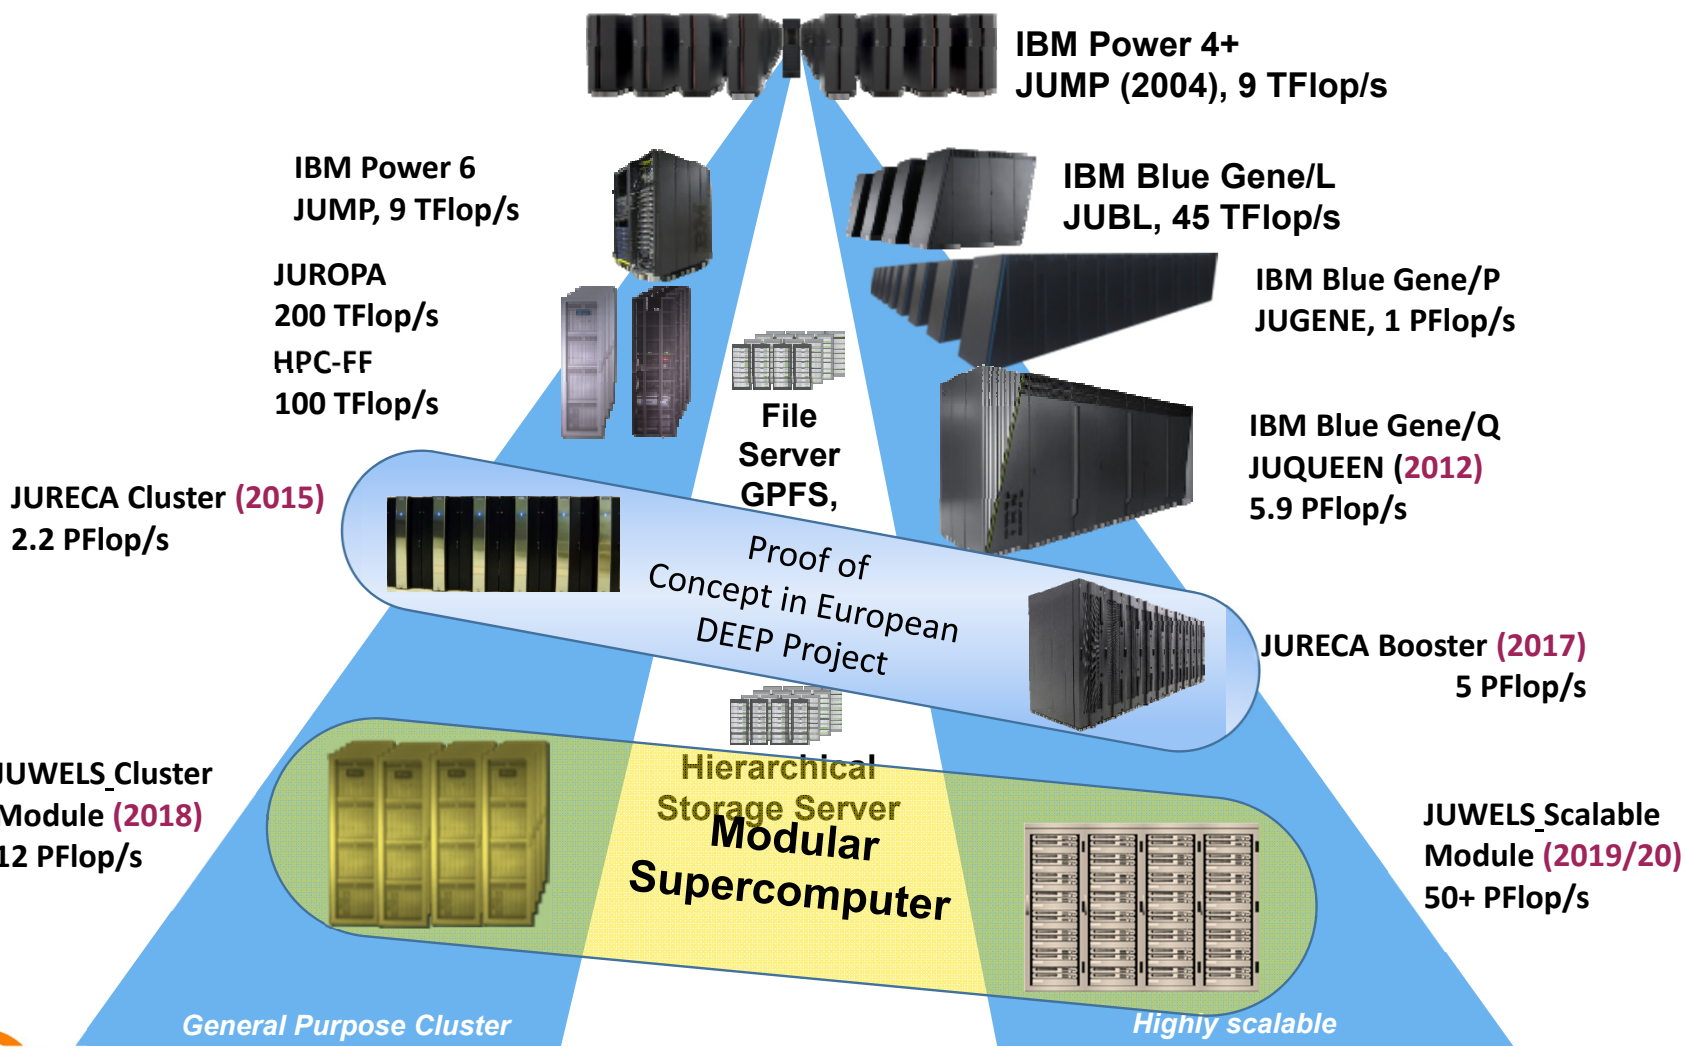 IBM Power 4+
JUMP (2004), 9 TFlop/s
IBM Power 6
JUMP, 9 TFlop/s
IBM Blue Gene/L
JUBL, 45 TFlop/s
JUROPA
200 TFlop/s
HPC-FF
100 TFlop/s
IBM Blue Gene/P
JUGENE, 1 PFlop/s
File
Server
GPFS,
IBM Blue Gene/Q
JUQUEEN (2012)
5.9 PFlop/s
JURECA Cluster (2015)
2.2 PFlop/s
IBM
Proof of
Concept in European
DEEP Project
JURECA Booster (2017)
5 PFlop/s
Hierarchical
Storage Server
JUWELS Cluster
Module (2018)
12 PFlop/s
Modular
Supercomputer
JUWELS Scalable
Module (2019/20)
50+ PFlop/s
General Purpose Cluster
Highly scalable